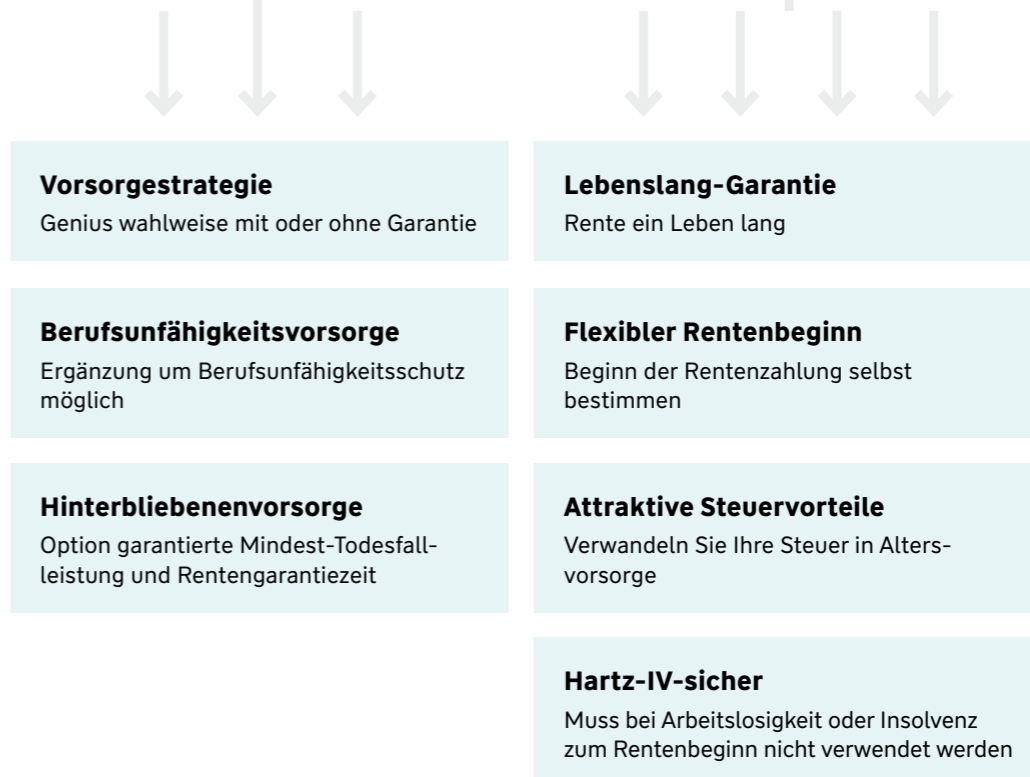 Vorsorgestrategie
Genius wahlweise mit oder ohne Garantie
Berufsunfähigkeitsvorsorge
Ergänzung um Berufsunfähigkeitsschutz
möglich
Hinterbliebenenvorsorge
Option garantierte Mindest-Todesfall-
leistung und Rentengarantiezeit
Lebenslang-Garantie
Rente ein Leben lang
Flexibler Rentenbeginn
Beginn der Rentenzahlung selbst
bestimmen
Attraktive Steuervorteile
Verwandeln Sie Ihre Steuer in Alters-
vorsorge
Hartz-IV-sicher
Muss bei Arbeitslosigkeit oder Insolvenz
zum Rentenbeginn nicht verwendet werden